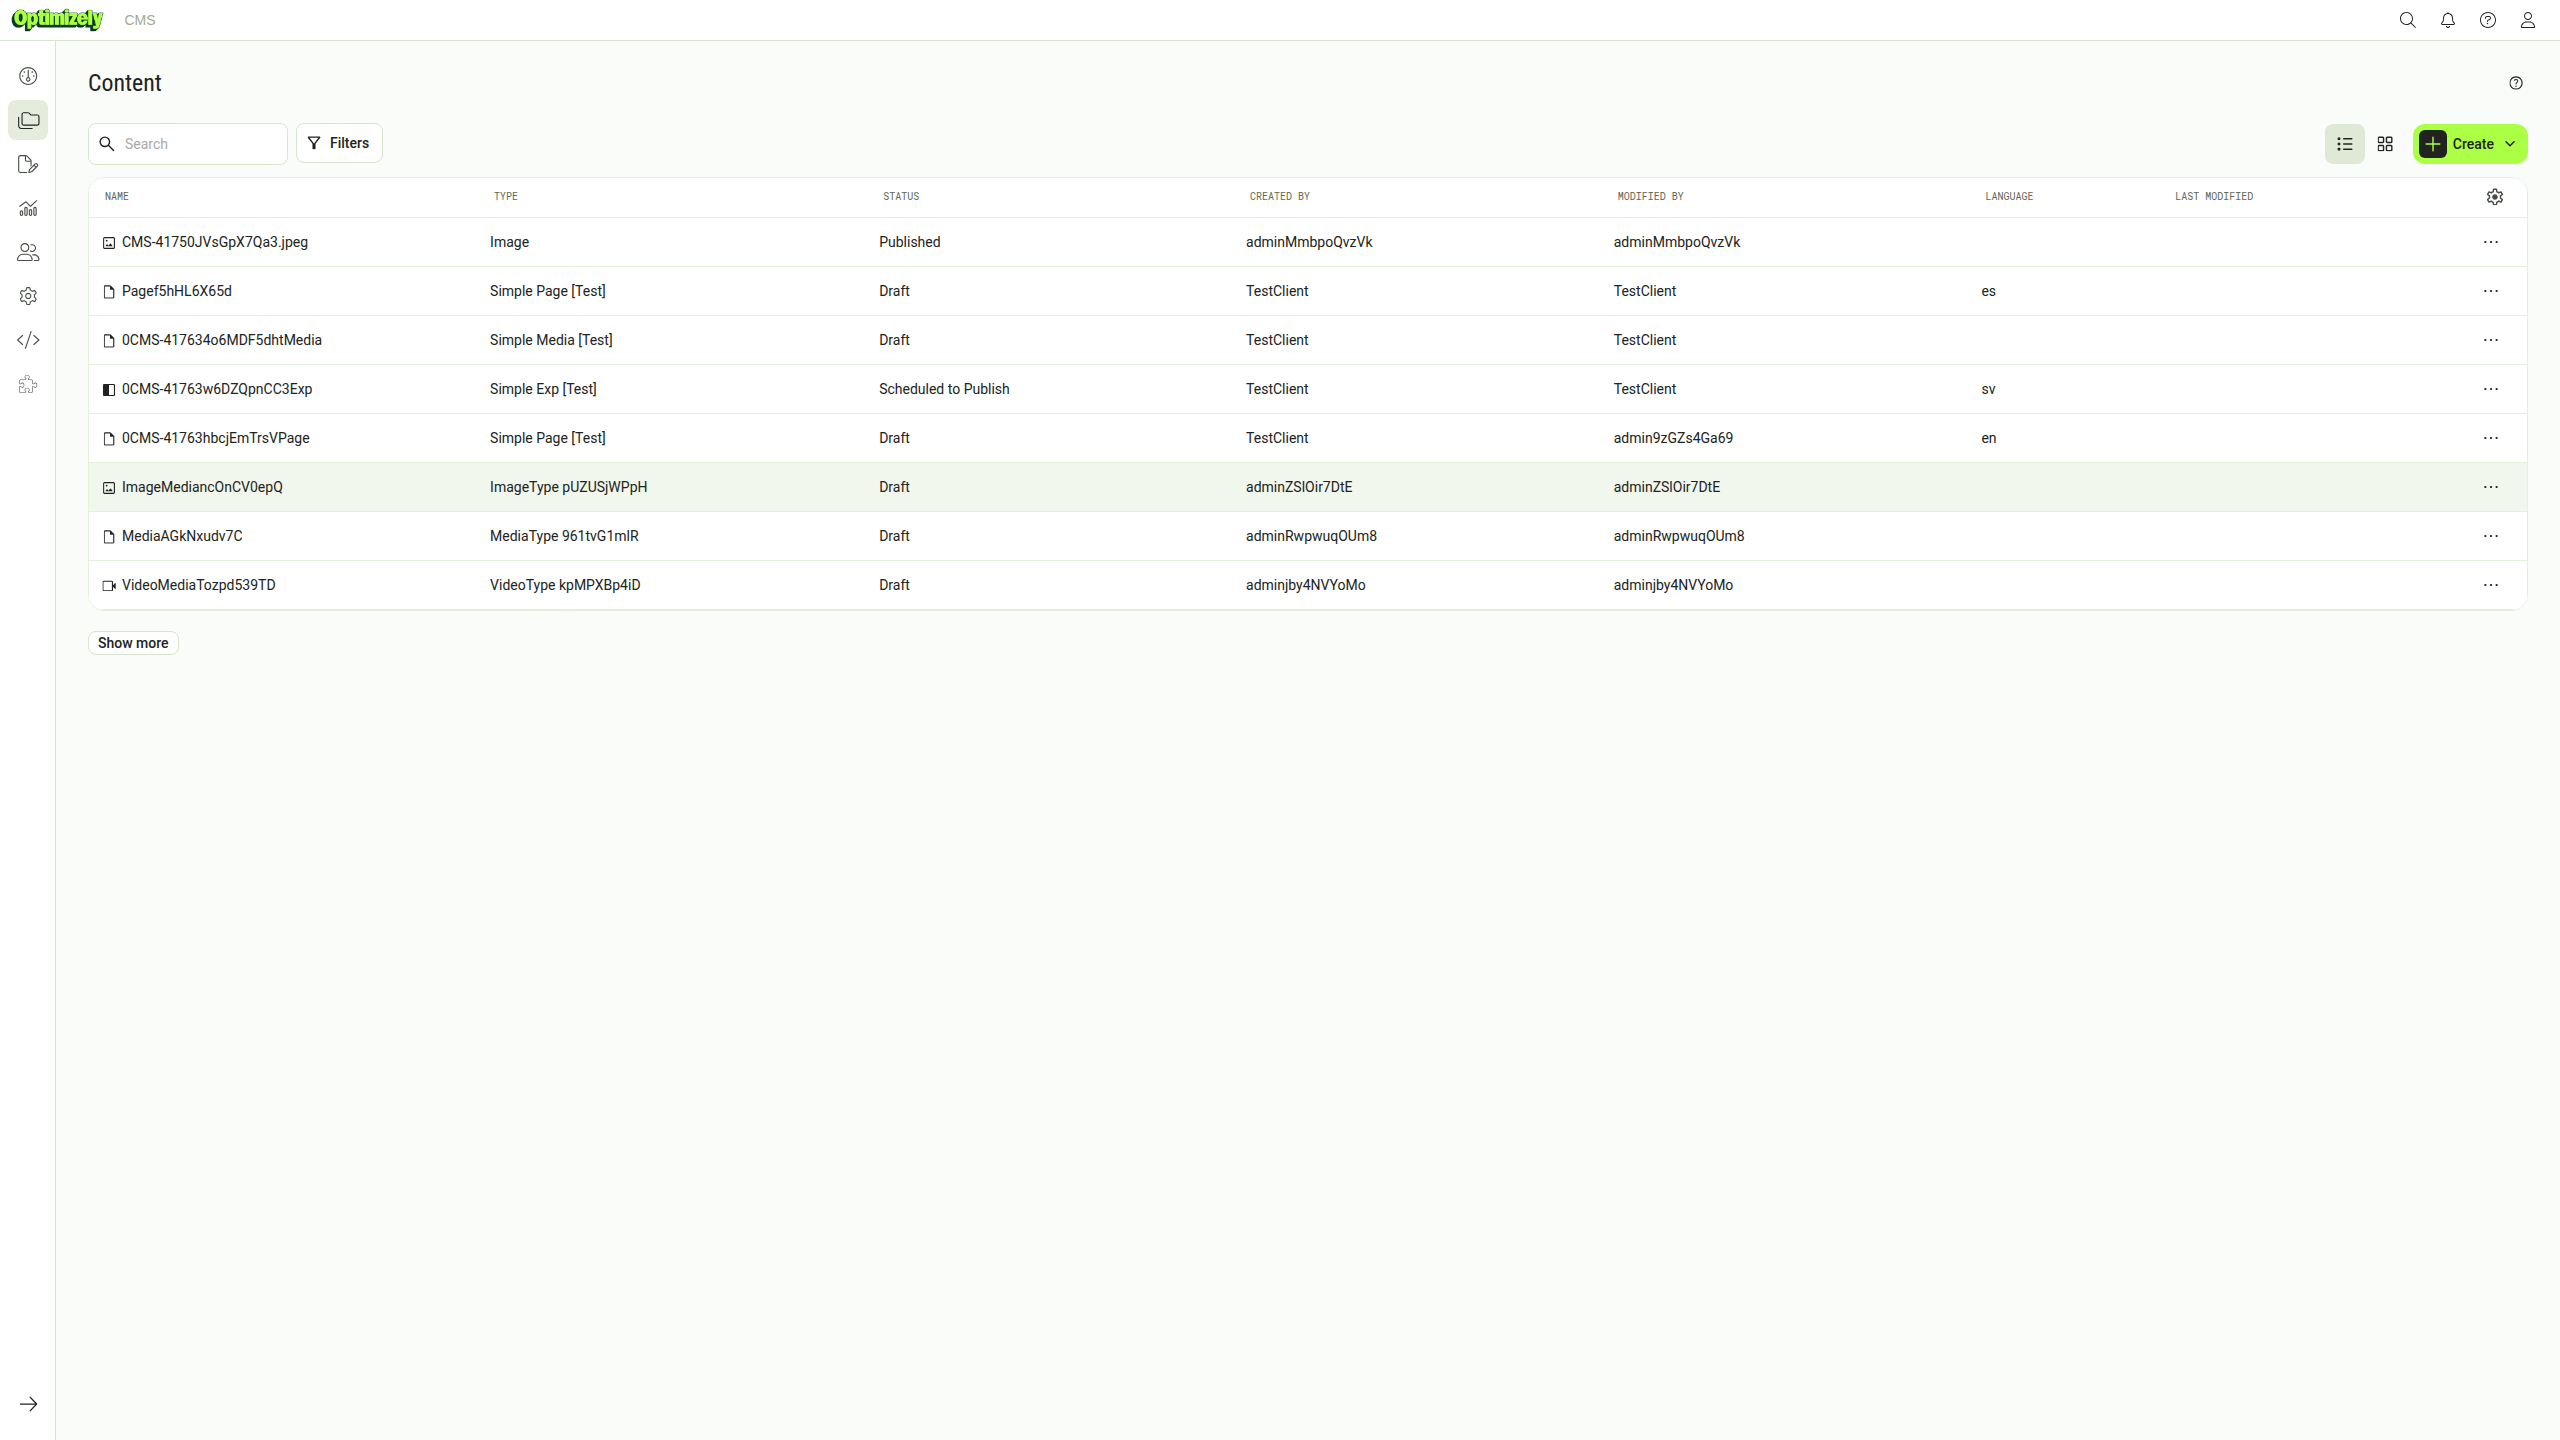 Optimizely CMS
Content
Search Filters Create
NAME TYPE STATUS CREATED BY MODIFIED BY LANGUAGE LAST MODIFIED
CMS-41750JVsGpX7Qa3.jpeg Image Published adminMmbpoQvzVk adminMmbpoQvzVk
Pagef5hHL6X65d Simple Page [Test] Draft TestClient TestClient es
0CMS-417634o6MDF5dhtMedia Simple Media [Test] Draft TestClient TestClient
0CMS-41763w6DZQpnCC3Exp Simple Exp [Test] Scheduled to Publish TestClient TestClient sv
0CMS-41763hbcjEmTrsVPage Simple Page [Test] Draft TestClient admin9zGZs4Ga69 en
ImageMediancOnCV0epQ ImageType pUZUSjWPpH Draft adminZSlOir7DtE adminZSlOir7DtE
MediaAGkNxudv7C MediaType 961tvG1mlR Draft adminRwpwuqOUm8 adminRwpwuqOUm8
VideoMediaTozpd539TD VideoType kpMPXBp4iD Draft adminjby4NVYoMo adminjby4NVYoMo
Show more